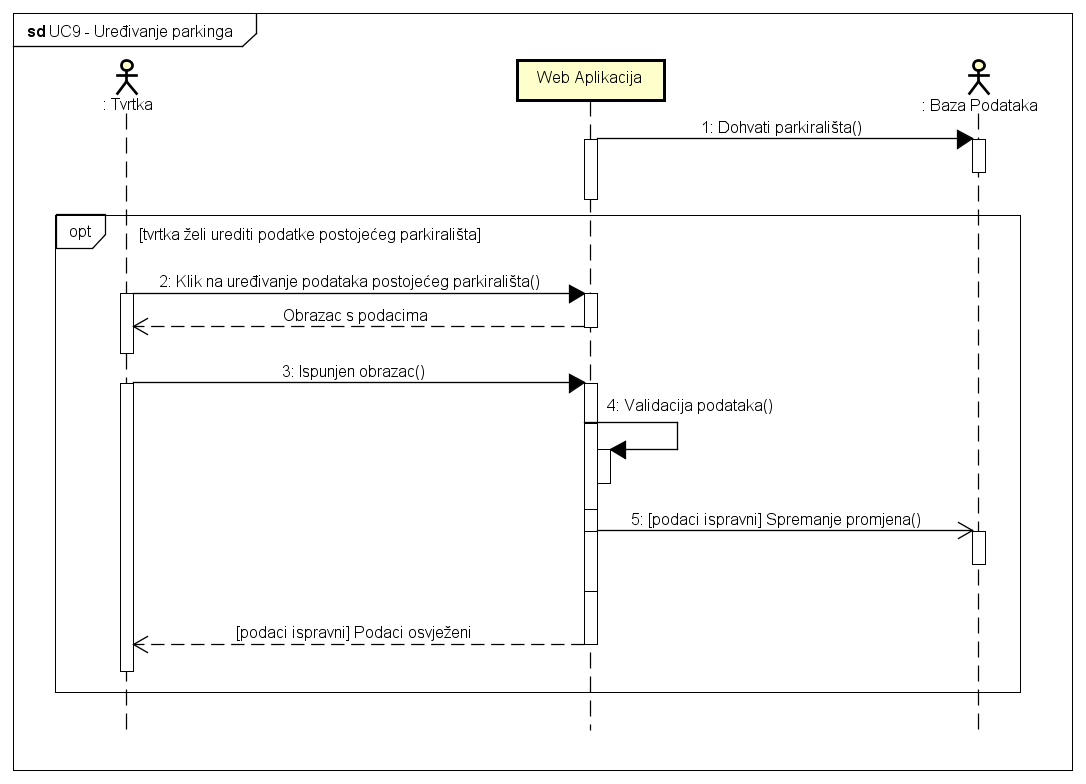 sd UC9 - Uređivanje parkinga
: Tvrtka
Web Aplikacija
: Baza Podataka
1: Dohvati parkirališta()
opt
[tvrtka želi urediti podatke postojećeg parkirališta]
2: Klik na uređivanje podataka postojećeg parkirališta()
Obrazac s podacima
3: Ispunjen obrazac()
4: Validacija podataka()
5: [podaci ispravni] Spremanje promjena()
[podaci ispravni] Podaci osvježeni